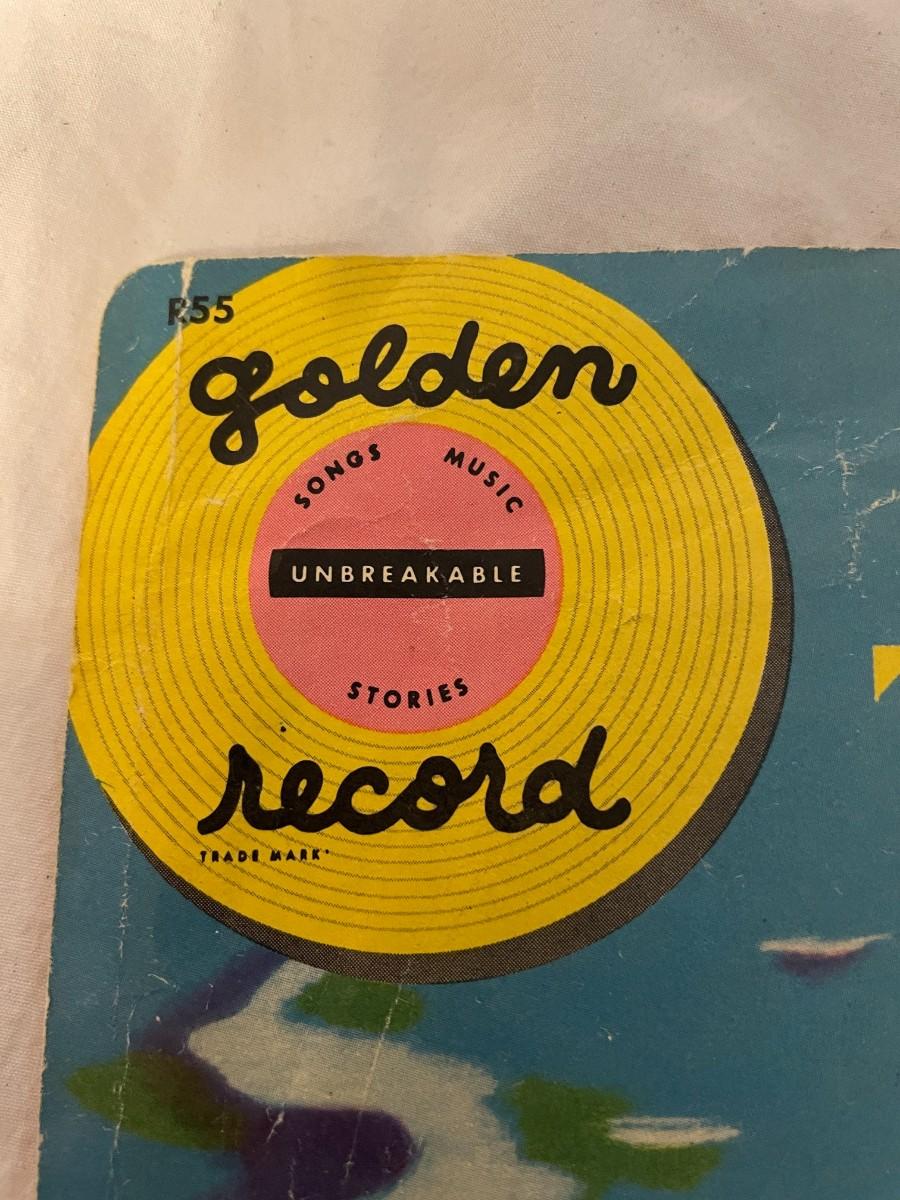 R55
golden
SONGS MUSIC
UNBREAKABLE
STORIES
record
TRADE MARK